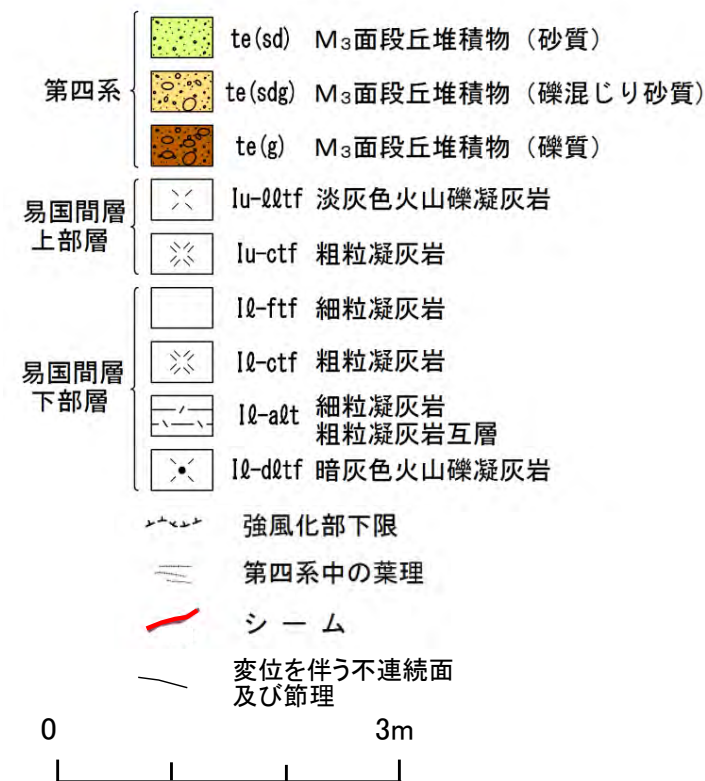 第四系
te(sd) M₃面段丘堆積物（砂質）
te(sdg) M₃面段丘堆積物（礫混じり砂質）
te(g) M₃面段丘堆積物（礫質）
易国間層
上部層
Iu-ℓℓtf 淡灰色火山礫凝灰岩
Iu-ctf 粗粒凝灰岩
易国間層
下部層
Iℓ-ftf 細粒凝灰岩
Iℓ-ctf 粗粒凝灰岩
Iℓ-aℓt 細粒凝灰岩
粗粒凝灰岩互層
Iℓ-dℓtf 暗灰色火山礫凝灰岩
強風化部下限
第四系中の葉理
シーム
変位を伴う不連続面
及び節理
0 3m